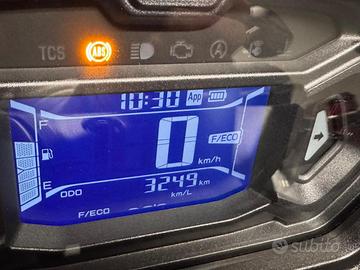 TCS ABS A
10:30 App
F
0 F/ECO
km/h
E
ODO 3249 km
km/L
F/ECO
subito